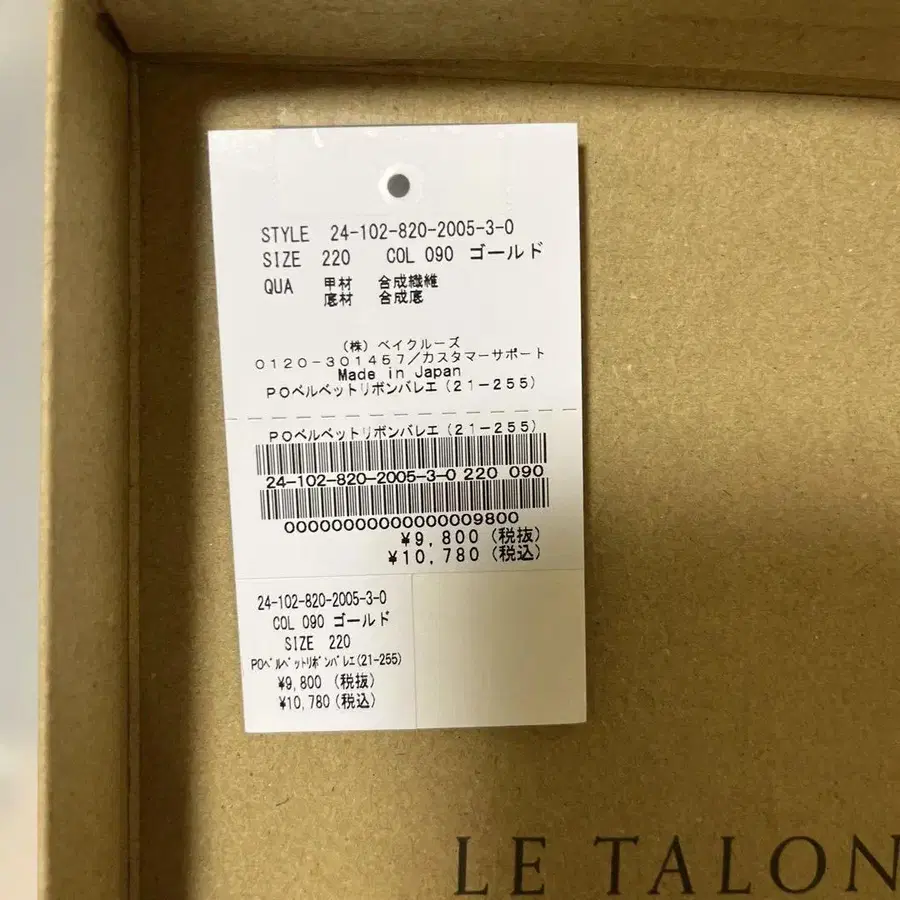 STYLE 24-102-820-2005-3-0
SIZE 220 COL 090 ゴールド
QUA 甲材 合成繊維
底材 合成底
(株) ベイクルーズ
0120-301457/カスタマーサポート
Made in Japan
POベルベットリボンバレエ(21-255)
POベルベットリボンバレエ(21-255)
24-102-820-2005-3-0 220 090
00000000000000009800
¥9,800 (税抜)
¥10,780 (税込)
24-102-820-2005-3-0
COL 090 ゴールド
SIZE 220
POベルベットリボンバレエ(21-255)
¥9,800 (税抜)
¥10,780(税込)
LE TALON